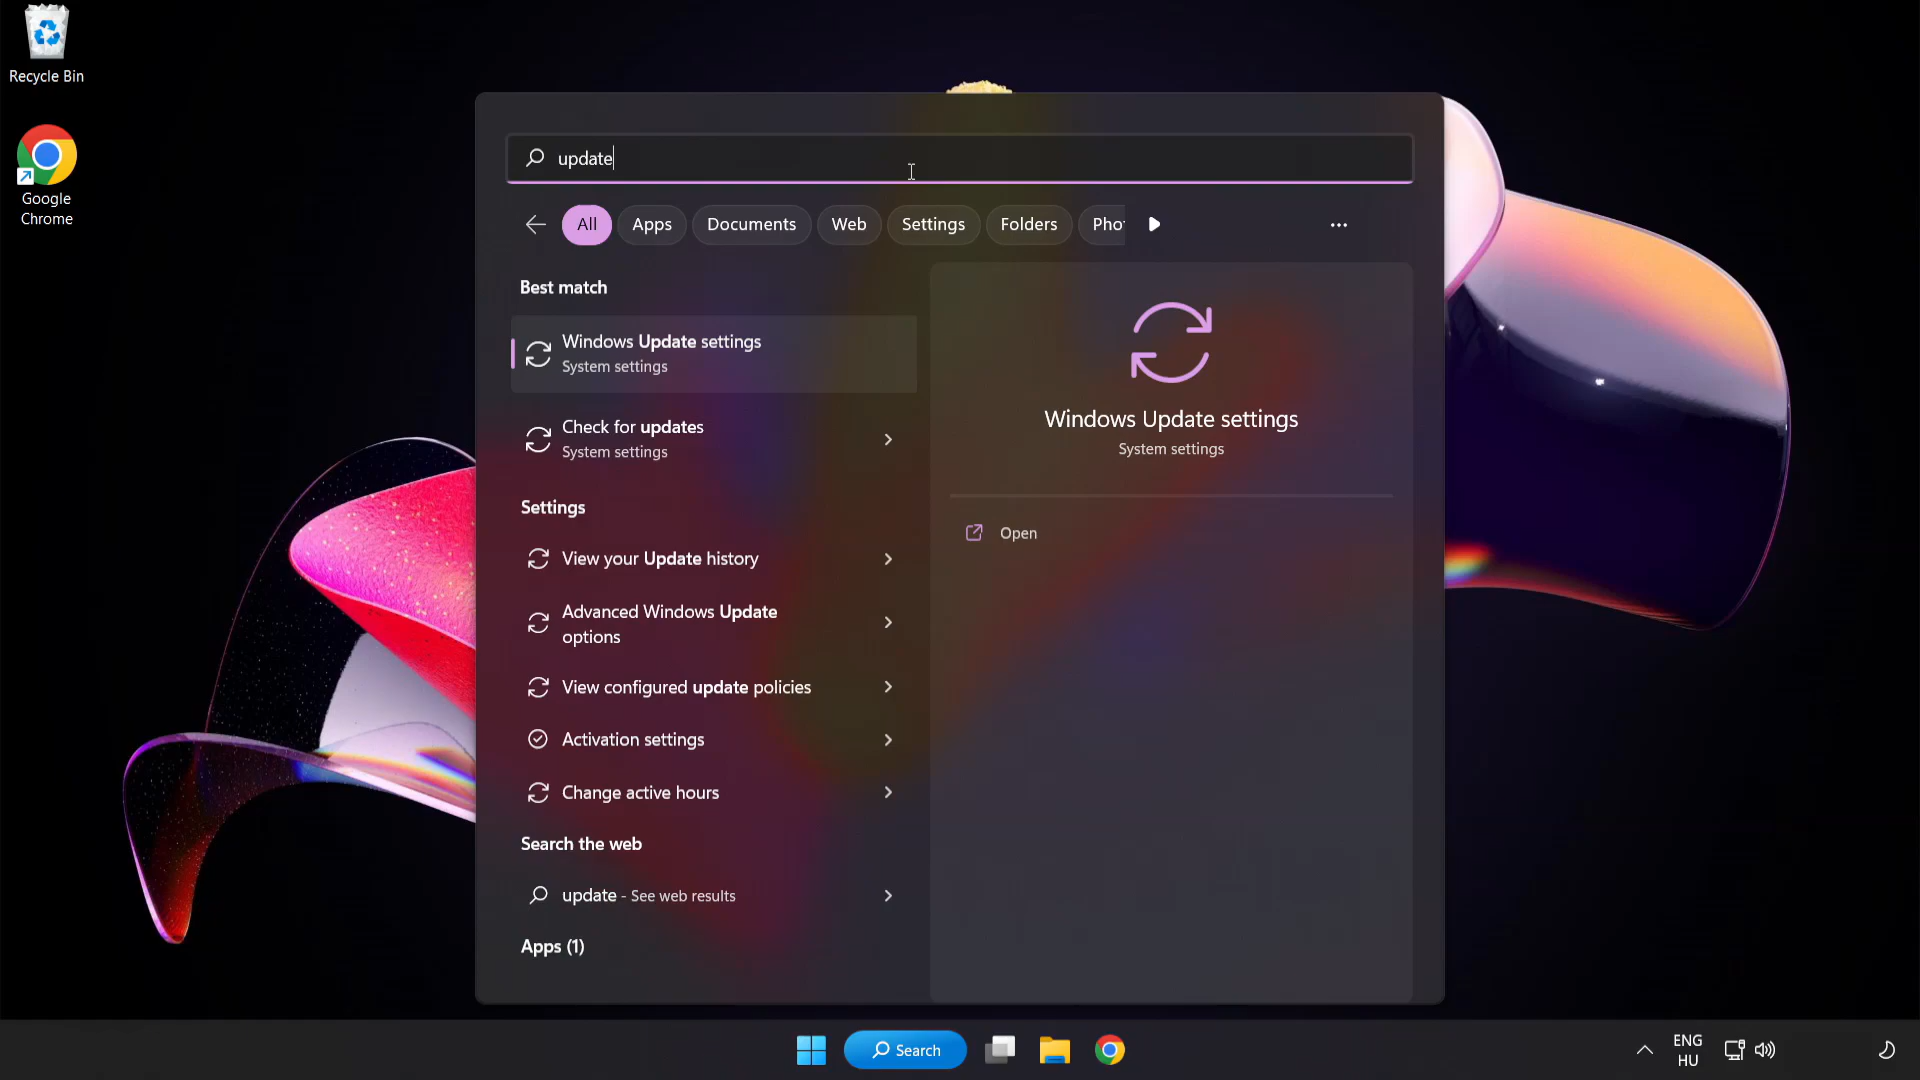 Recycle Bin
Google
Chrome
update
All
Apps
Documents
Web
Settings
Folders
Pho
Best match
Windows Update settings
System settings
Check for updates
System settings
Settings
View your Update history
Advanced Windows Update
options
View configured update policies
Activation settings
Change active hours
Search the web
update - See web results
Apps (1)
Windows Update settings
System settings
Open
Search
ENG
HU